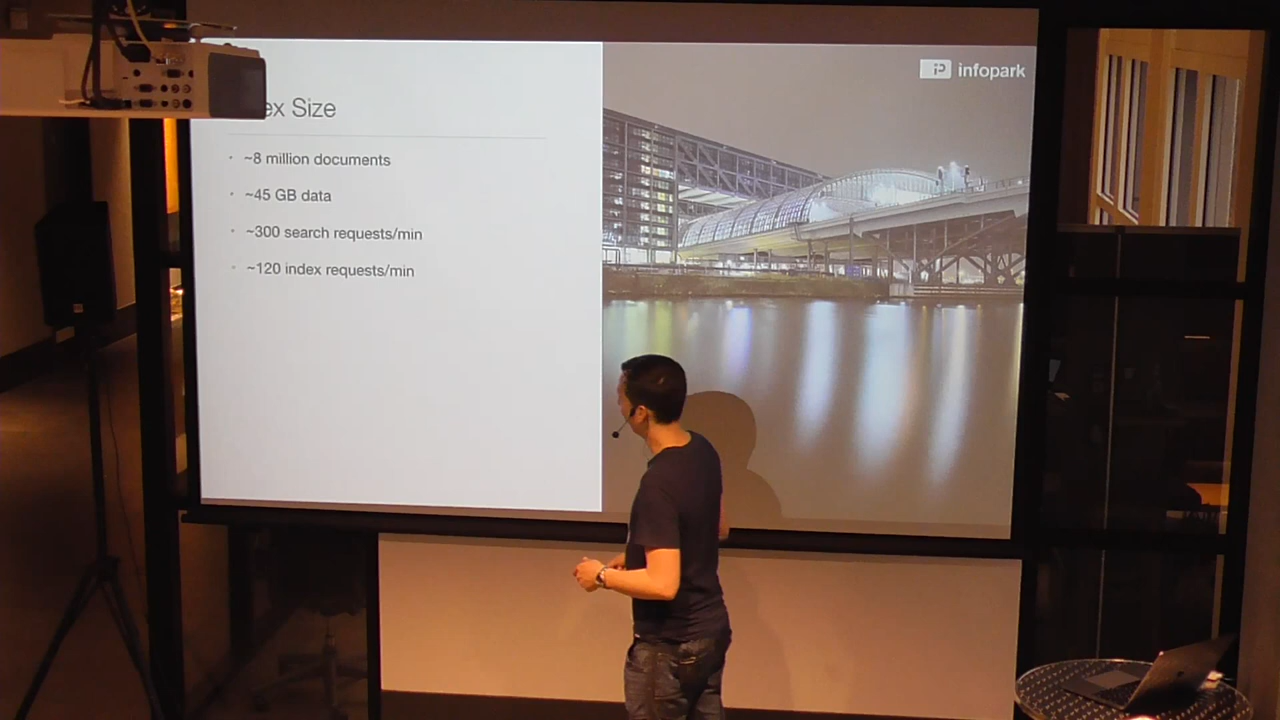 infopark
ex Size
~8 million documents
~45 GB data
~300 search requests/min
~120 index requests/min